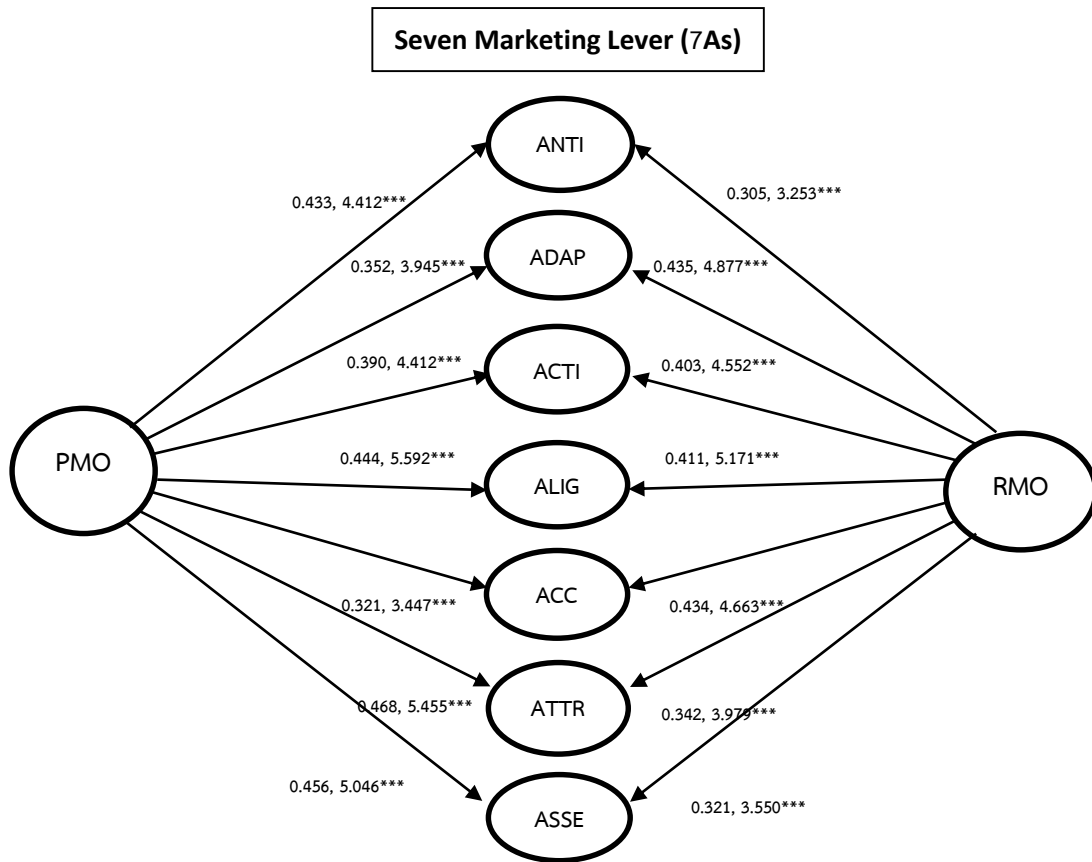 Seven Marketing Lever (7As)
ANTI
0.433, 4.412***
0.305, 3.253***
ADAP
0.352, 3.945***
0.435, 4.877***
ACTI
0.390, 4.412***
0.403, 4.552***
PMO
0.444, 5.592***
ALIG
0.411, 5.171***
RMO
ACC
0.321, 3.447***
0.434, 4.663***
ATTR
0.468, 5.455***
0.342, 3.979***
0.456, 5.046***
ASSE
0.321, 3.550***